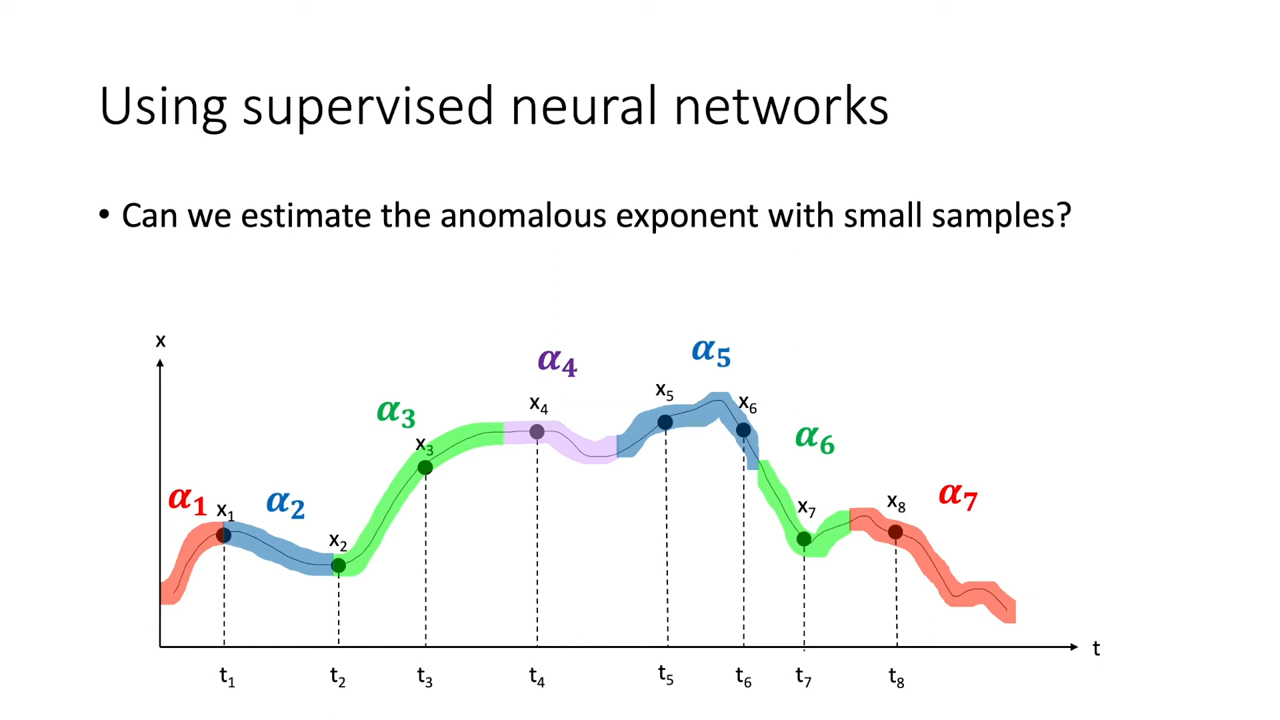 Using supervised neural networks
• Can we estimate the anomalous exponent with small samples?
x
α₁
x₁
α₂
x₂
α₃
x₃
α₄
x₄
α₅
x₅
x₆
α₆
x₇
x₈
α₇
t
t₁ t₂ t₃ t₄ t₅ t₆ t₇ t₈